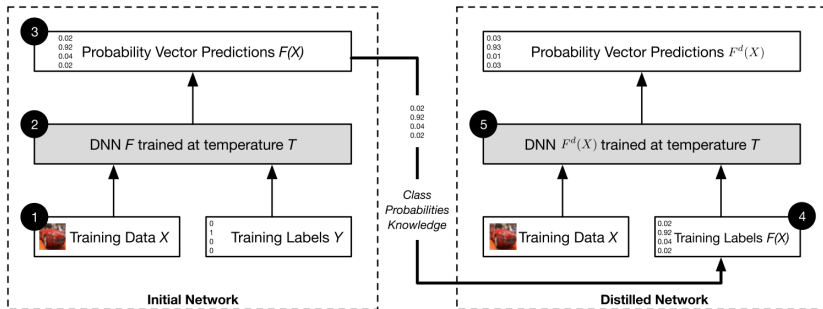 3
0.02
0.92
0.04
0.02
Probability Vector Predictions F(X)
2
DNN F trained at temperature T
1
Training Data X
0
1
0
0
Training Labels Y
Initial Network
0.02
0.92
0.04
0.02
Class
Probabilities
Knowledge
0.03
0.93
0.01
0.03
Probability Vector Predictions F^d(X)
5
DNN F^d(X) trained at temperature T
Training Data X
4
0.02
0.92
0.04
0.02
Training Labels F(X)
Distilled Network